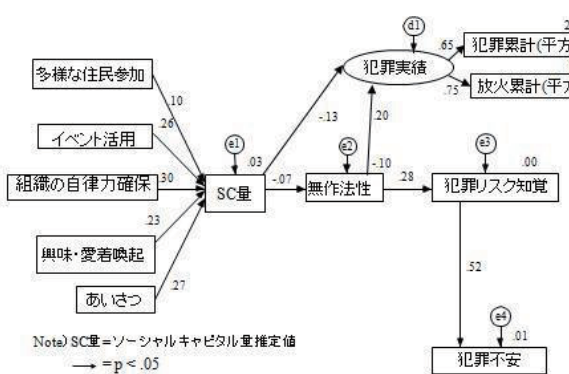 d1
2
.65
犯罪累計(平方
犯罪実績
多様な住民参加
.75
放火累計(平方
.10
イベント活用
.26
-.13
.20
e1
e2
e3
組織の自律力確保
.30
.03
-.10
.00
SC量
-.07
無作法性
.28
犯罪リスク知覚
.23
興味・愛着喚起
.27
.52
あいさつ
e4
Note) SC量=ソーシャルキャピタル量推定値
.01
→ =p < .05
犯罪不安